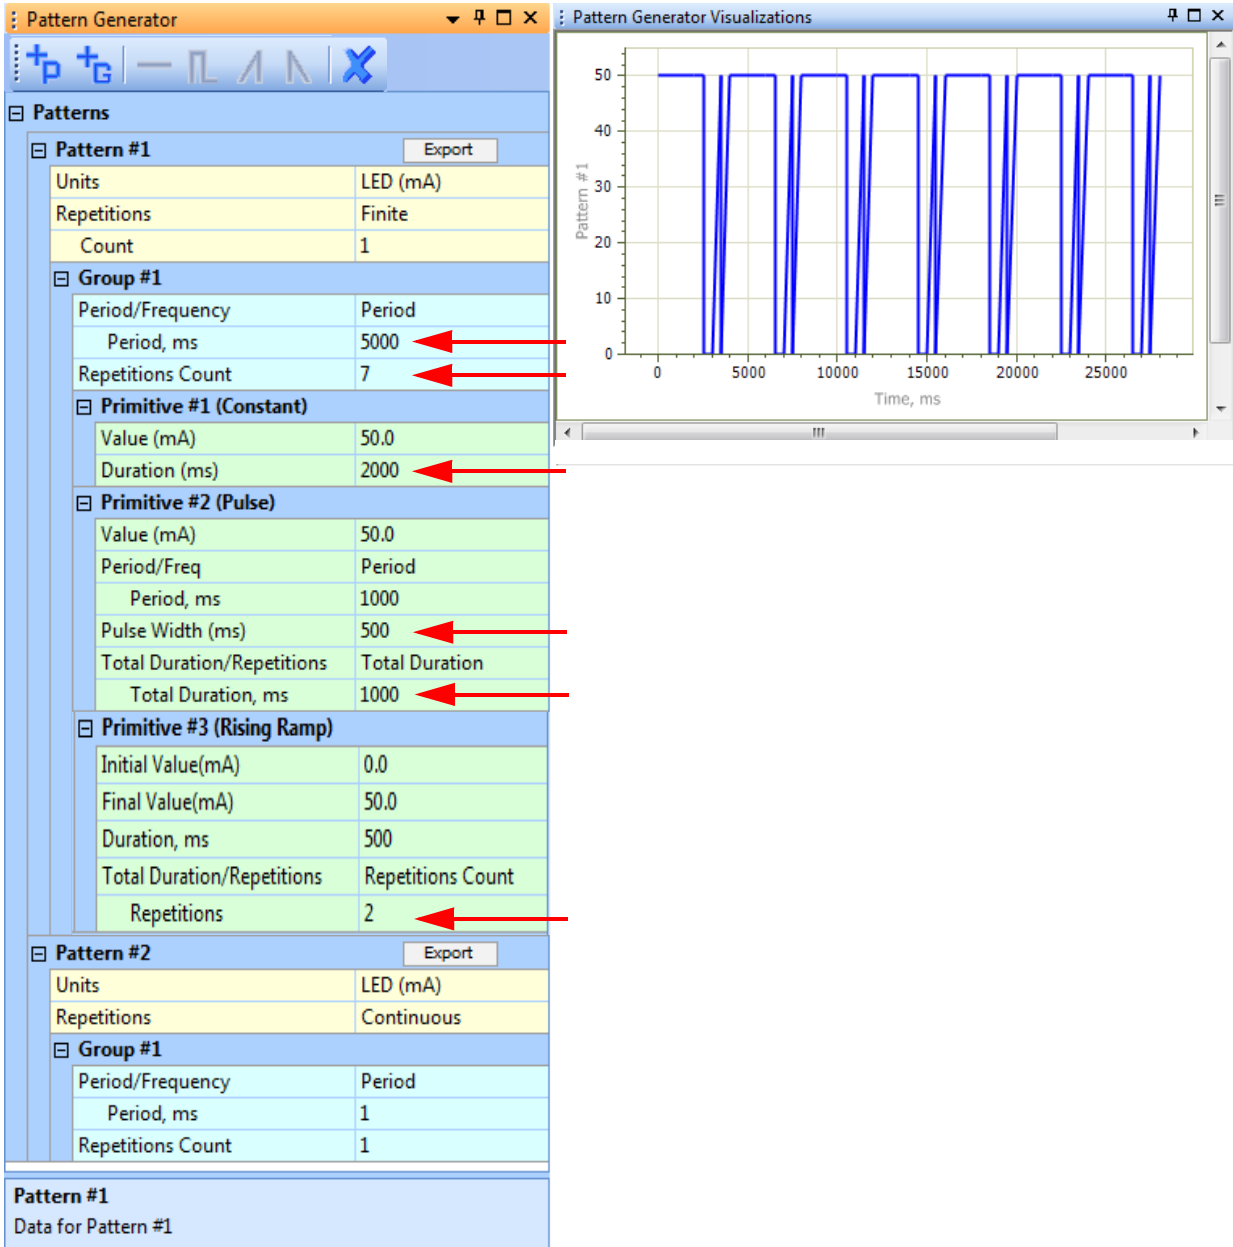 Pattern Generator
P
G
Patterns
Pattern #1 Export
Units LED (mA)
Repetitions Finite
Count 1
Group #1
Period/Frequency Period
Period, ms 5000
Repetitions Count 7
Primitive #1 (Constant)
Value (mA) 50.0
Duration (ms) 2000
Primitive #2 (Pulse)
Value (mA) 50.0
Period/Freq Period
Period, ms 1000
Pulse Width (ms) 500
Total Duration/Repetitions Total Duration
Total Duration, ms 1000
Primitive #3 (Rising Ramp)
Initial Value(mA) 0.0
Final Value(mA) 50.0
Duration, ms 500
Total Duration/Repetitions Repetitions Count
Repetitions 2
Pattern #2 Export
Units LED (mA)
Repetitions Continuous
Group #1
Period/Frequency Period
Period, ms 1
Repetitions Count 1
Pattern #1
Data for Pattern #1
Pattern Generator Visualizations
50
40
30
20
10
0
Pattern #1
0 5000 10000 15000 20000 25000
Time, ms